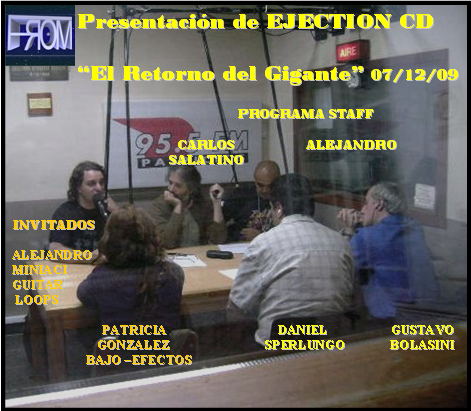 FROM
Presentación de EJECTION CD
"El Retorno del Gigante" 07/12/09
AIRE
PROGRAMA STAFF
95.5 FM
CARLOS
SALATINO
ALEJANDRO
INVITADOS
ALEJANDRO
MINIACI
GUITAR
LOOPS
PATRICIA
GONZALEZ
BAJO –EFECTOS
DANIEL
SPERLUNGO
GUSTAVO
BOLASINI